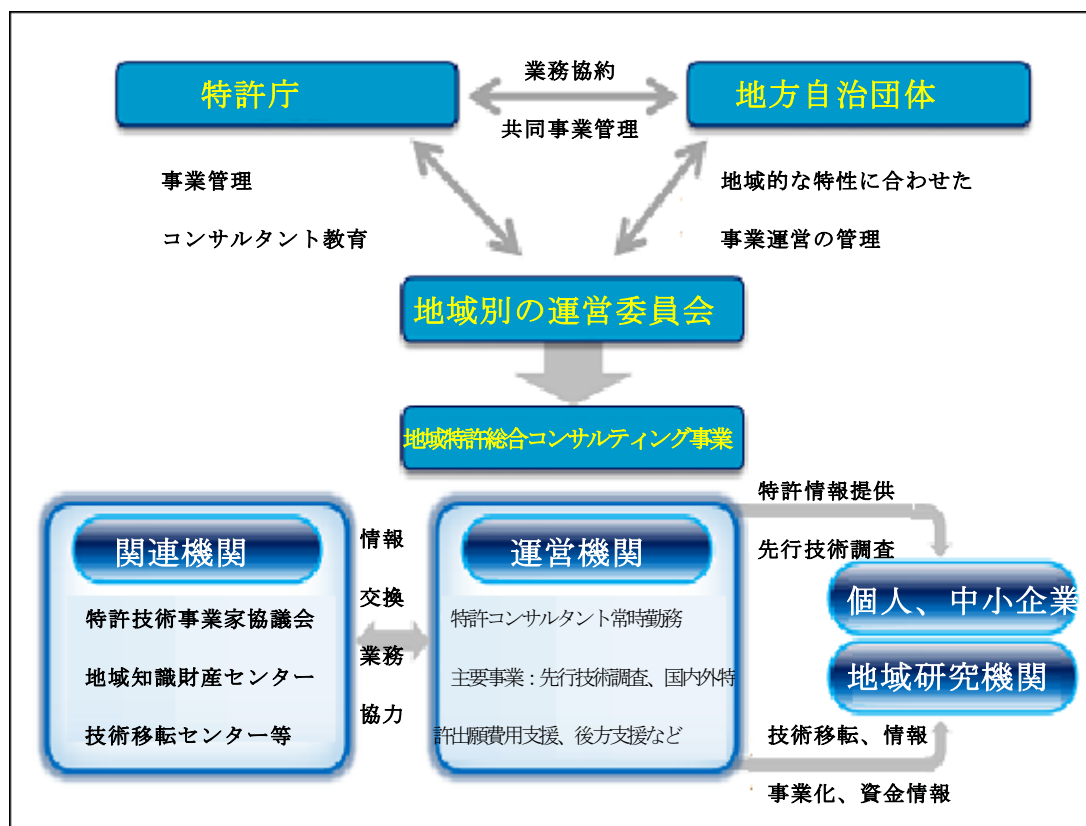 特許庁
業務協約
共同事業管理
地方自治団体
事業管理
コンサルタント教育
地域的な特性に合わせた
事業運営の管理
地域別の運営委員会
地域特許総合コンサルティング事業
関連機関
特許技術事業家協議会
地域知識財産センター
技術移転センター等
情報
交換
業務
協力
運営機関
特許コンサルタント常時勤務
主要事業：先行技術調査、国内外特
許出願費用支援、後方支援など
特許情報提供
先行技術調査
個人、中小企業
地域研究機関
技術移転、情報
事業化、資金情報